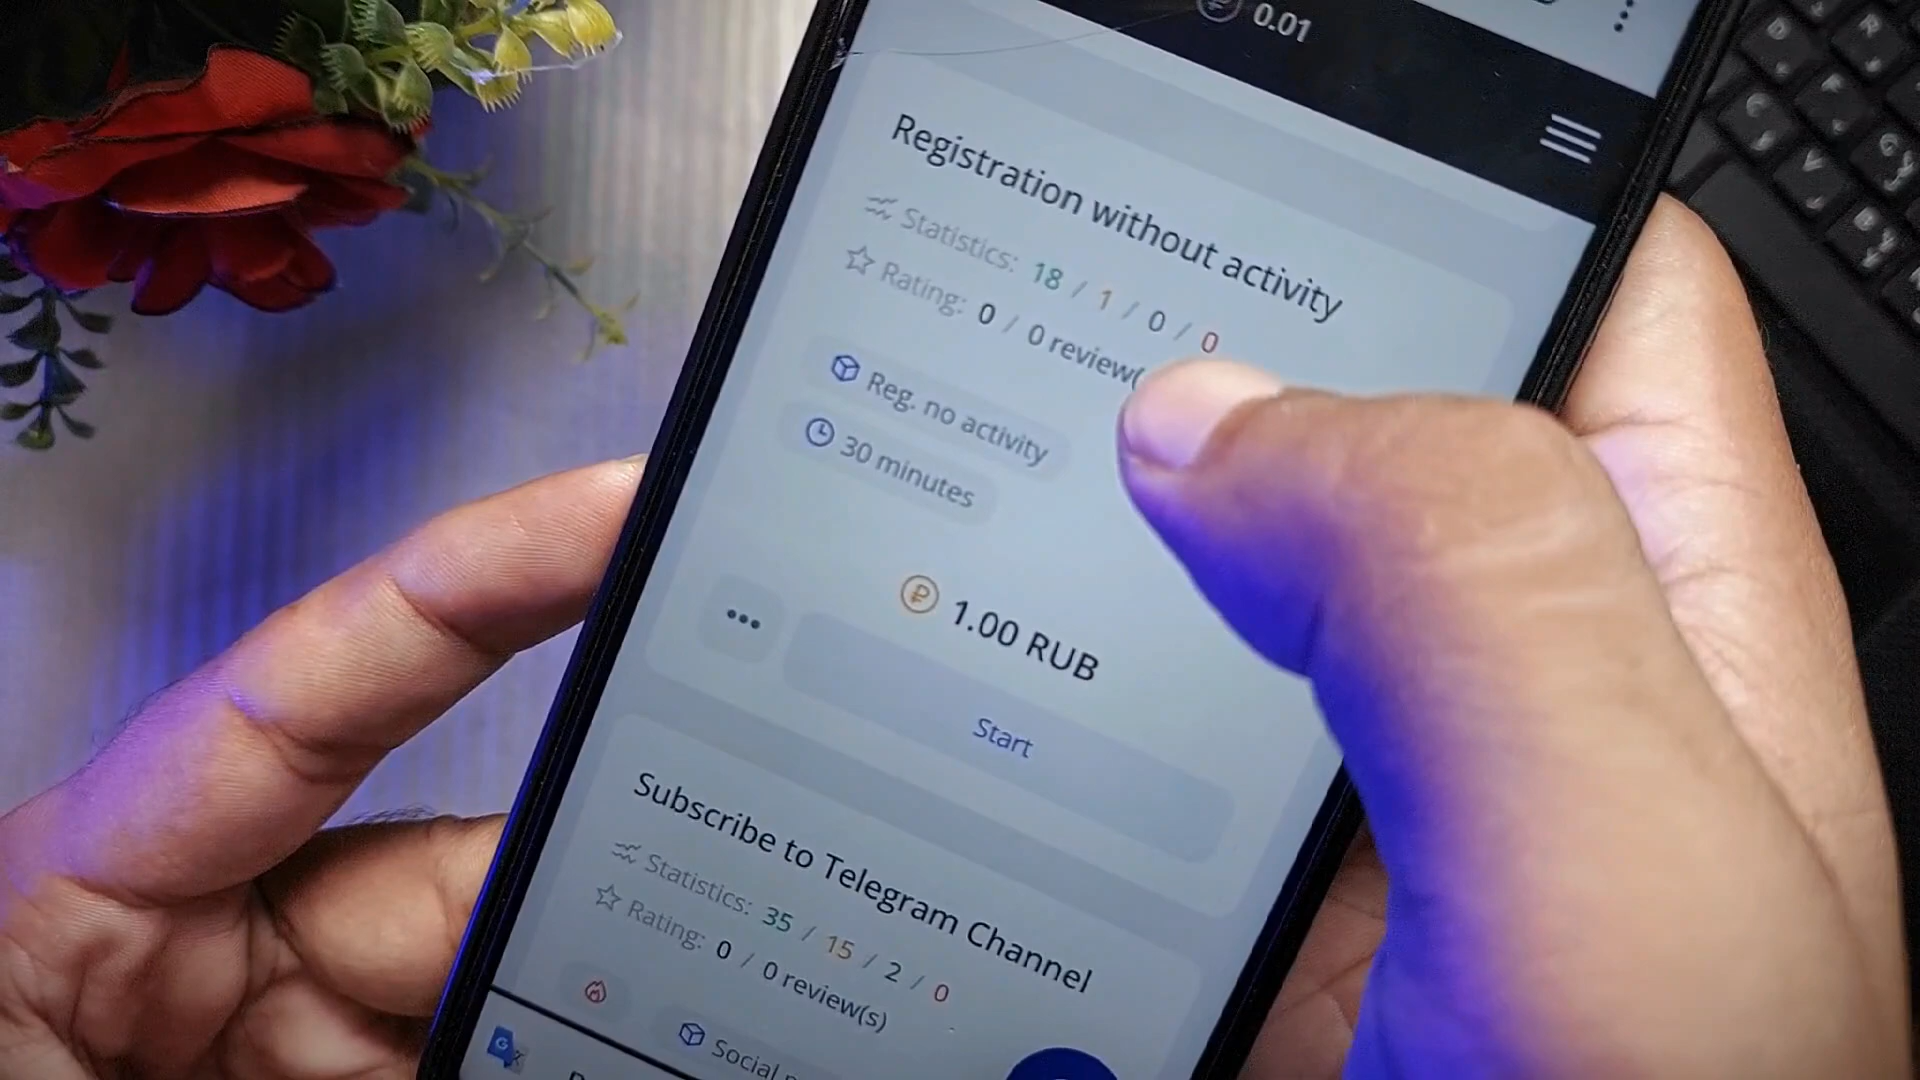 0.01
Registration without activity
Statistics: 18 / 1 / 0 / 0
Rating: 0 / 0 review(
Reg. no activity
30 minutes
1.00 RUB
Start
Subscribe to Telegram Channel
Statistics: 35 / 15 / 2 / 0
Rating: 0 / 0 review(s)
Social
D
R
F
C
V
G
B